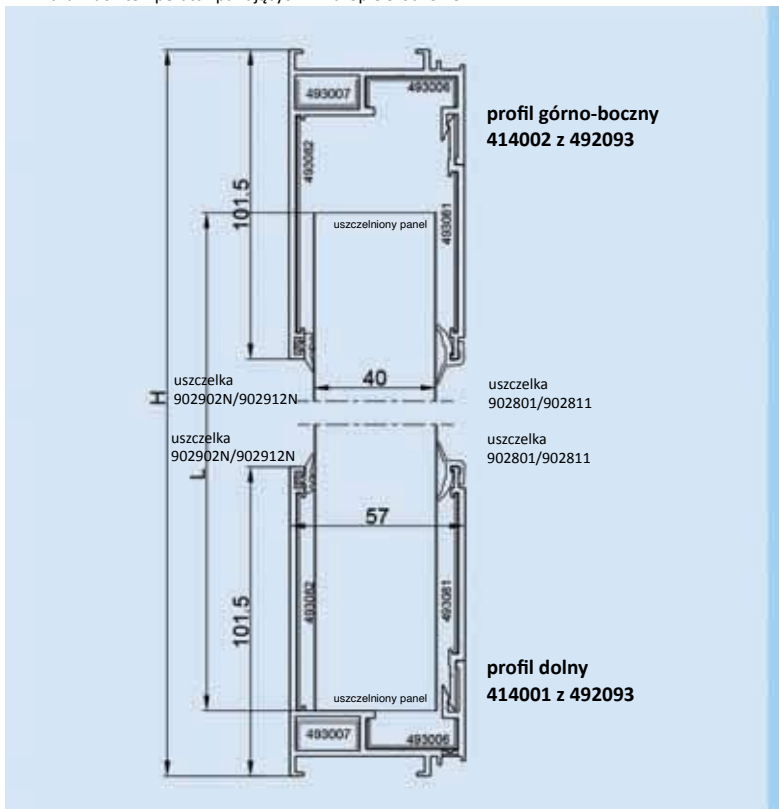 493007
493006
profil górno-boczny
414002 z 492093
493082
101.5
uszczelniony panel
493081
40
uszczelka
902902N/902912N
uszczelka
902801/902811
H
uszczelka
902902N/902912N
uszczelka
902801/902811
L
57
493082
493081
101.5
profil dolny
414001 z 492093
uszczelniony panel
493007
493006